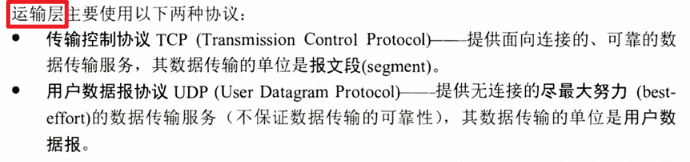 运输层主要使用以下两种协议：
● 传输控制协议 TCP (Transmission Control Protocol)——提供面向连接的、可靠的数
据传输服务，其数据传输的单位是报文段(segment)。
● 用户数据报协议 UDP (User Datagram Protocol)——提供无连接的尽最大努力 (best-
effort)的数据传输服务（不保证数据传输的可靠性），其数据传输的单位是用户数
据报。